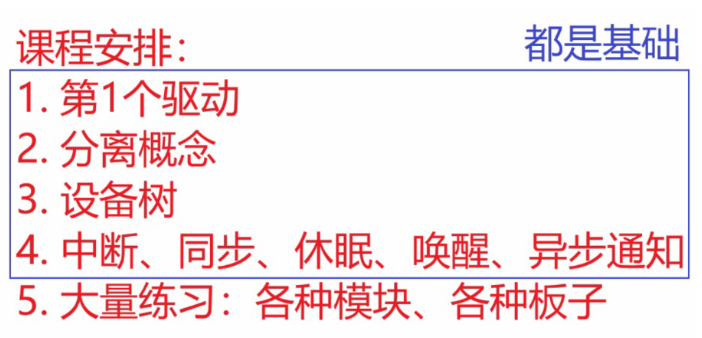 课程安排：
都是基础
1. 第1个驱动
2. 分离概念
3. 设备树
4. 中断、同步、休眠、唤醒、异步通知
5. 大量练习：各种模块、各种板子